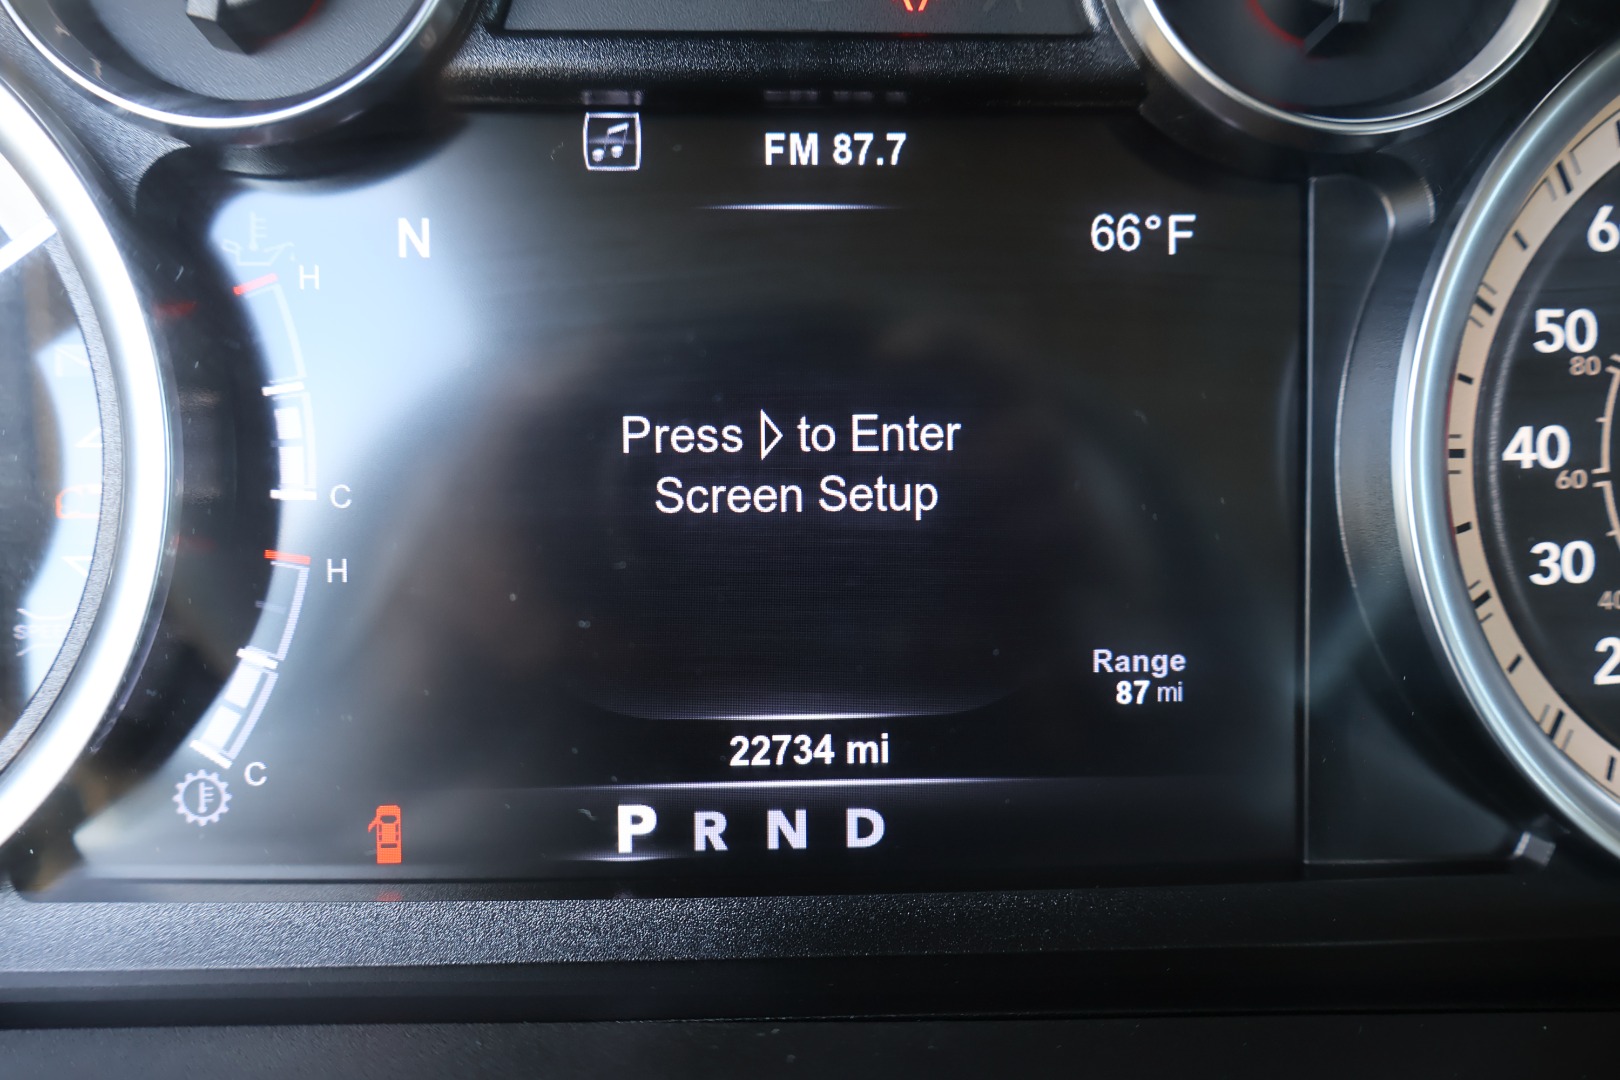 FM 87.7
N
66°F
H
C
H
C
Press ▷ to Enter
Screen Setup
Range
87 mi
22734 mi
P R N D
50
80
40
60
30